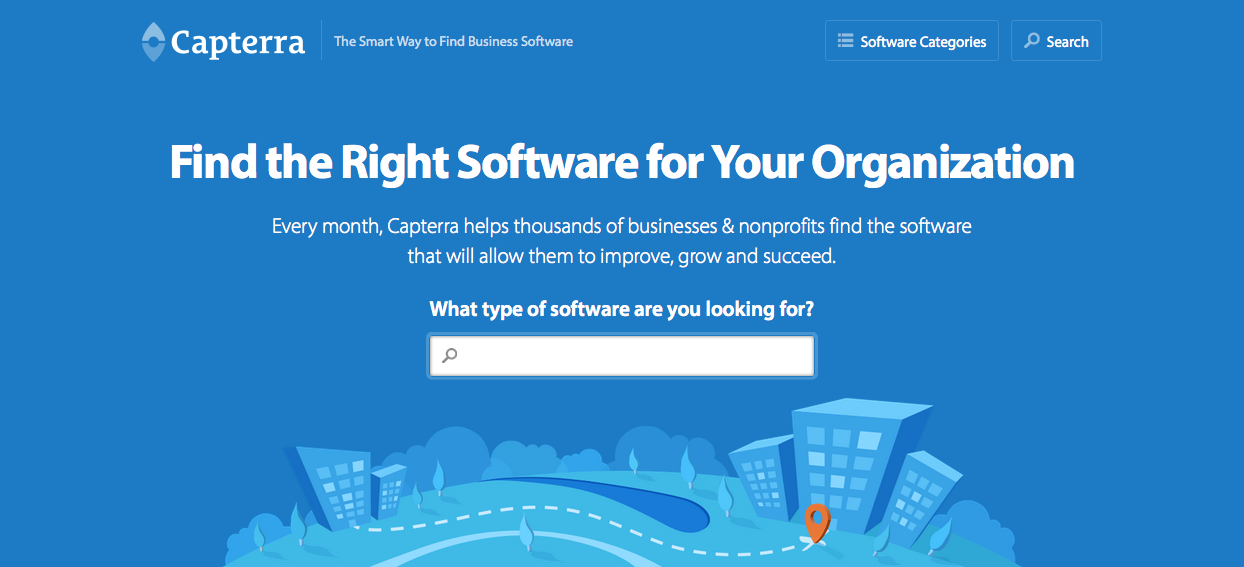 Capterra
The Smart Way to Find Business Software
Software Categories
Search
Find the Right Software for Your Organization
Every month, Capterra helps thousands of businesses & nonprofits find the software
that will allow them to improve, grow and succeed.
What type of software are you looking for?